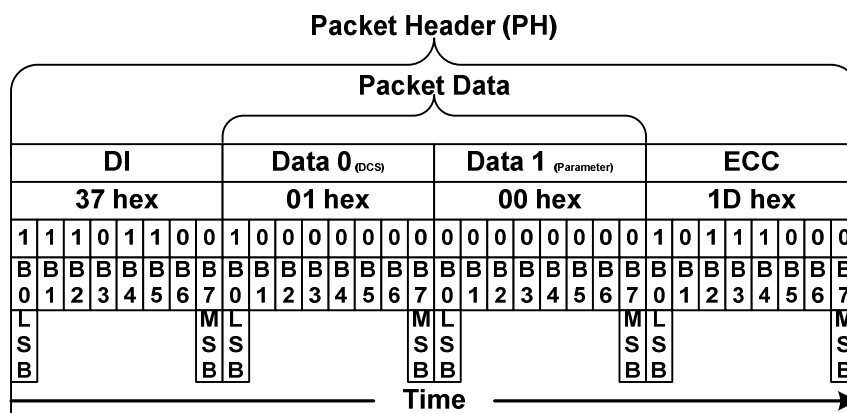 Packet Header (PH)
Packet Data
DI Data 0 (DCS) Data 1 (Parameter) ECC
37 hex 01 hex 00 hex 1D hex
1 1 1 0 1 1 0 0 1 0 0 0 0 0 0 0 0 0 0 0 0 0 0 0 1 0 1 1 1 0 0 0
B B B B B B B B B B B B B B B B B B B B B B B B B B B B B B B B
0 1 2 3 4 5 6 7 0 1 2 3 4 5 6 7 0 1 2 3 4 5 6 7 0 1 2 3 4 5 6 7
L M L M L M L M
S S S S S S S S
B B B B B B B B
Time